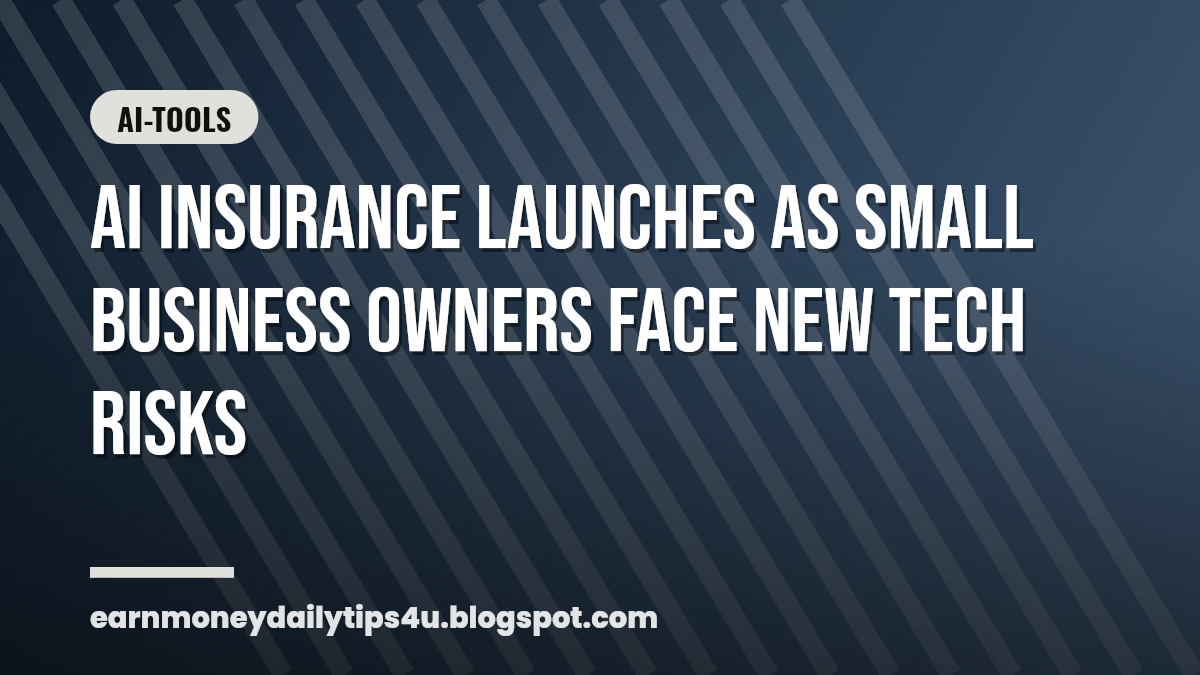 AI-TOOLS
AI INSURANCE LAUNCHES AS SMALL
BUSINESS OWNERS FACE NEW TECH
RISKS
earnmoneydailytips4u.blogspot.com